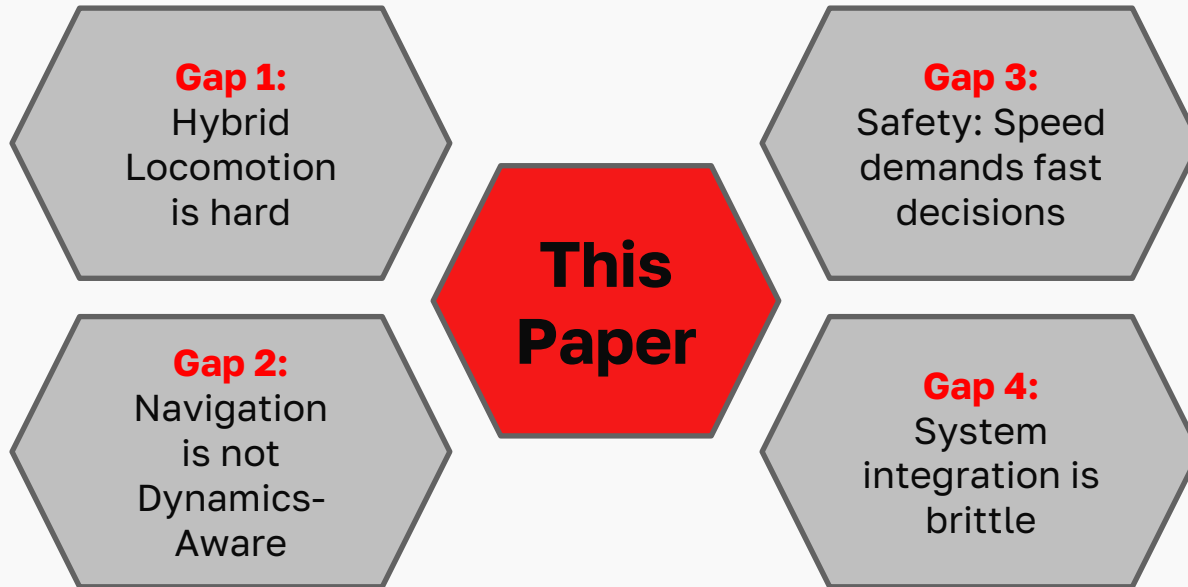 Gap 1:
Hybrid
Locomotion
is hard
Gap 2:
Navigation
is not
Dynamics-
Aware
This
Paper
Gap 3:
Safety: Speed
demands fast
decisions
Gap 4:
System
integration is
brittle